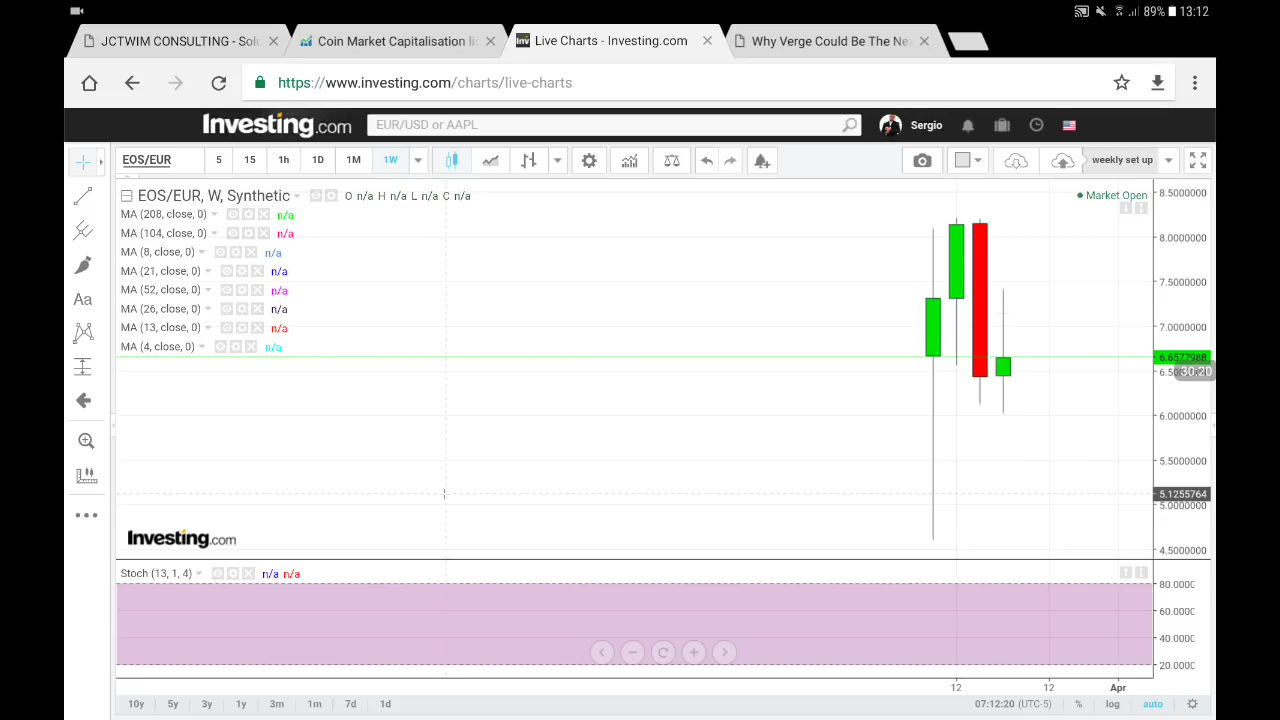 89% 13:12
JCTWIM CONSULTING - Solu
Coin Market Capitalisation li
Live Charts - Investing.com
Why Verge Could Be The Ne
https://www.investing.com/charts/live-charts
Investing.com
EUR/USD or AAPL
Sergio
EOS/EUR
5 15 1h 1D 1M 1W
weekly set up
EOS/EUR, W, Synthetic
O n/a H n/a L n/a C n/a
Market Open
MA (208, close, 0) n/a
MA (104, close, 0) n/a
MA (8, close, 0) n/a
MA (21, close, 0) n/a
MA (52, close, 0) n/a
MA (26, close, 0) n/a
MA (13, close, 0) n/a
MA (4, close, 0) n/a
Aa
8.5000000
8.0000000
7.5000000
7.0000000
6.6577988
30:20
6.0000000
5.5000000
5.1255764
5.0000000
4.5000000
Investing.com
Stoch (13, 1, 4) n/a n/a
80.0000
60.0000
40.0000
20.0000
12 12 Apr
10y 5y 3y 1y 3m 1m 7d 1d
07:12:20 (UTC-5) % log auto